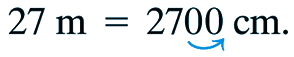 27 m = 2700 cm.